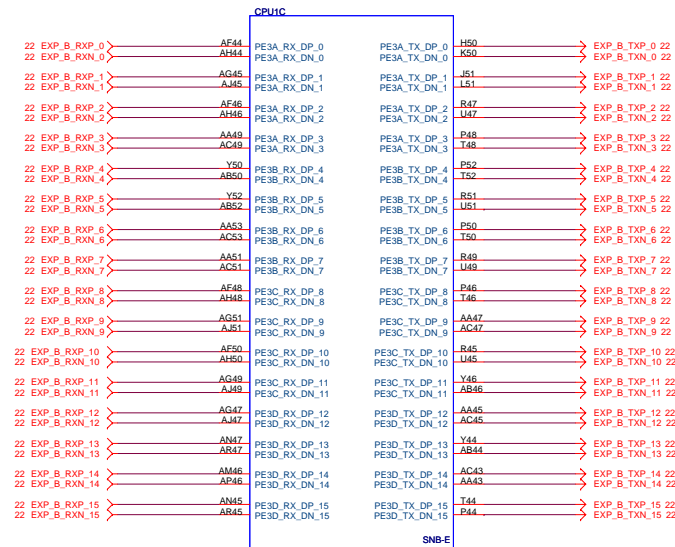 CPU1C
22 EXP_B_RXP_0 AF44 PE3A_RX_DP_0 PE3A_TX_DP_0 H50 EXP_B_TXP_0 22
22 EXP_B_RXN_0 AH44 PE3A_RX_DN_0 PE3A_TX_DN_0 K50 EXP_B_TXN_0 22
22 EXP_B_RXP_1 AG45 PE3A_RX_DP_1 PE3A_TX_DP_1 J51 EXP_B_TXP_1 22
22 EXP_B_RXN_1 AJ45 PE3A_RX_DN_1 PE3A_TX_DN_1 L51 EXP_B_TXN_1 22
22 EXP_B_RXP_2 AF46 PE3A_RX_DP_2 PE3A_TX_DP_2 R47 EXP_B_TXP_2 22
22 EXP_B_RXN_2 AH46 PE3A_RX_DN_2 PE3A_TX_DN_2 U47 EXP_B_TXN_2 22
22 EXP_B_RXP_3 AA49 PE3A_RX_DP_3 PE3A_TX_DP_3 P48 EXP_B_TXP_3 22
22 EXP_B_RXN_3 AC49 PE3A_RX_DN_3 PE3A_TX_DN_3 T48 EXP_B_TXN_3 22
22 EXP_B_RXP_4 Y50 PE3B_RX_DP_4 PE3B_TX_DP_4 P52 EXP_B_TXP_4 22
22 EXP_B_RXN_4 AB50 PE3B_RX_DN_4 PE3B_TX_DN_4 T52 EXP_B_TXN_4 22
22 EXP_B_RXP_5 Y52 PE3B_RX_DP_5 PE3B_TX_DP_5 R51 EXP_B_TXP_5 22
22 EXP_B_RXN_5 AB52 PE3B_RX_DN_5 PE3B_TX_DN_5 U51 EXP_B_TXN_5 22
22 EXP_B_RXP_6 AA53 PE3B_RX_DP_6 PE3B_TX_DP_6 P50 EXP_B_TXP_6 22
22 EXP_B_RXN_6 AC53 PE3B_RX_DN_6 PE3B_TX_DN_6 T50 EXP_B_TXN_6 22
22 EXP_B_RXP_7 AA51 PE3B_RX_DP_7 PE3B_TX_DP_7 R49 EXP_B_TXP_7 22
22 EXP_B_RXN_7 AC51 PE3B_RX_DN_7 PE3B_TX_DN_7 U49 EXP_B_TXN_7 22
22 EXP_B_RXP_8 AF48 PE3C_RX_DP_8 PE3C_TX_DP_8 P46 EXP_B_TXP_8 22
22 EXP_B_RXN_8 AH48 PE3C_RX_DN_8 PE3C_TX_DN_8 T46 EXP_B_TXN_8 22
22 EXP_B_RXP_9 AG51 PE3C_RX_DP_9 PE3C_TX_DP_9 AA47 EXP_B_TXP_9 22
22 EXP_B_RXN_9 AJ51 PE3C_RX_DN_9 PE3C_TX_DN_9 AC47 EXP_B_TXN_9 22
22 EXP_B_RXP_10 AF50 PE3C_RX_DP_10 PE3C_TX_DP_10 R45 EXP_B_TXP_10 22
22 EXP_B_RXN_10 AH50 PE3C_RX_DN_10 PE3C_TX_DN_10 U45 EXP_B_TXN_10 22
22 EXP_B_RXP_11 AG49 PE3C_RX_DP_11 PE3C_TX_DP_11 Y46 EXP_B_TXP_11 22
22 EXP_B_RXN_11 AJ49 PE3C_RX_DN_11 PE3C_TX_DN_11 AB46 EXP_B_TXN_11 22
22 EXP_B_RXP_12 AG47 PE3D_RX_DP_12 PE3D_TX_DP_12 AA45 EXP_B_TXP_12 22
22 EXP_B_RXN_12 AJ47 PE3D_RX_DN_12 PE3D_TX_DN_12 AC45 EXP_B_TXN_12 22
22 EXP_B_RXP_13 AN47 PE3D_RX_DP_13 PE3D_TX_DP_13 Y44 EXP_B_TXP_13 22
22 EXP_B_RXN_13 AR47 PE3D_RX_DN_13 PE3D_TX_DN_13 AB44 EXP_B_TXN_13 22
22 EXP_B_RXP_14 AM46 PE3D_RX_DP_14 PE3D_TX_DP_14 AC43 EXP_B_TXP_14 22
22 EXP_B_RXN_14 AP46 PE3D_RX_DN_14 PE3D_TX_DN_14 AA43 EXP_B_TXN_14 22
22 EXP_B_RXP_15 AN45 PE3D_RX_DP_15 PE3D_TX_DP_15 T44 EXP_B_TXP_15 22
22 EXP_B_RXN_15 AR45 PE3D_RX_DN_15 PE3D_TX_DN_15 P44 EXP_B_TXN_15 22
SNB-E